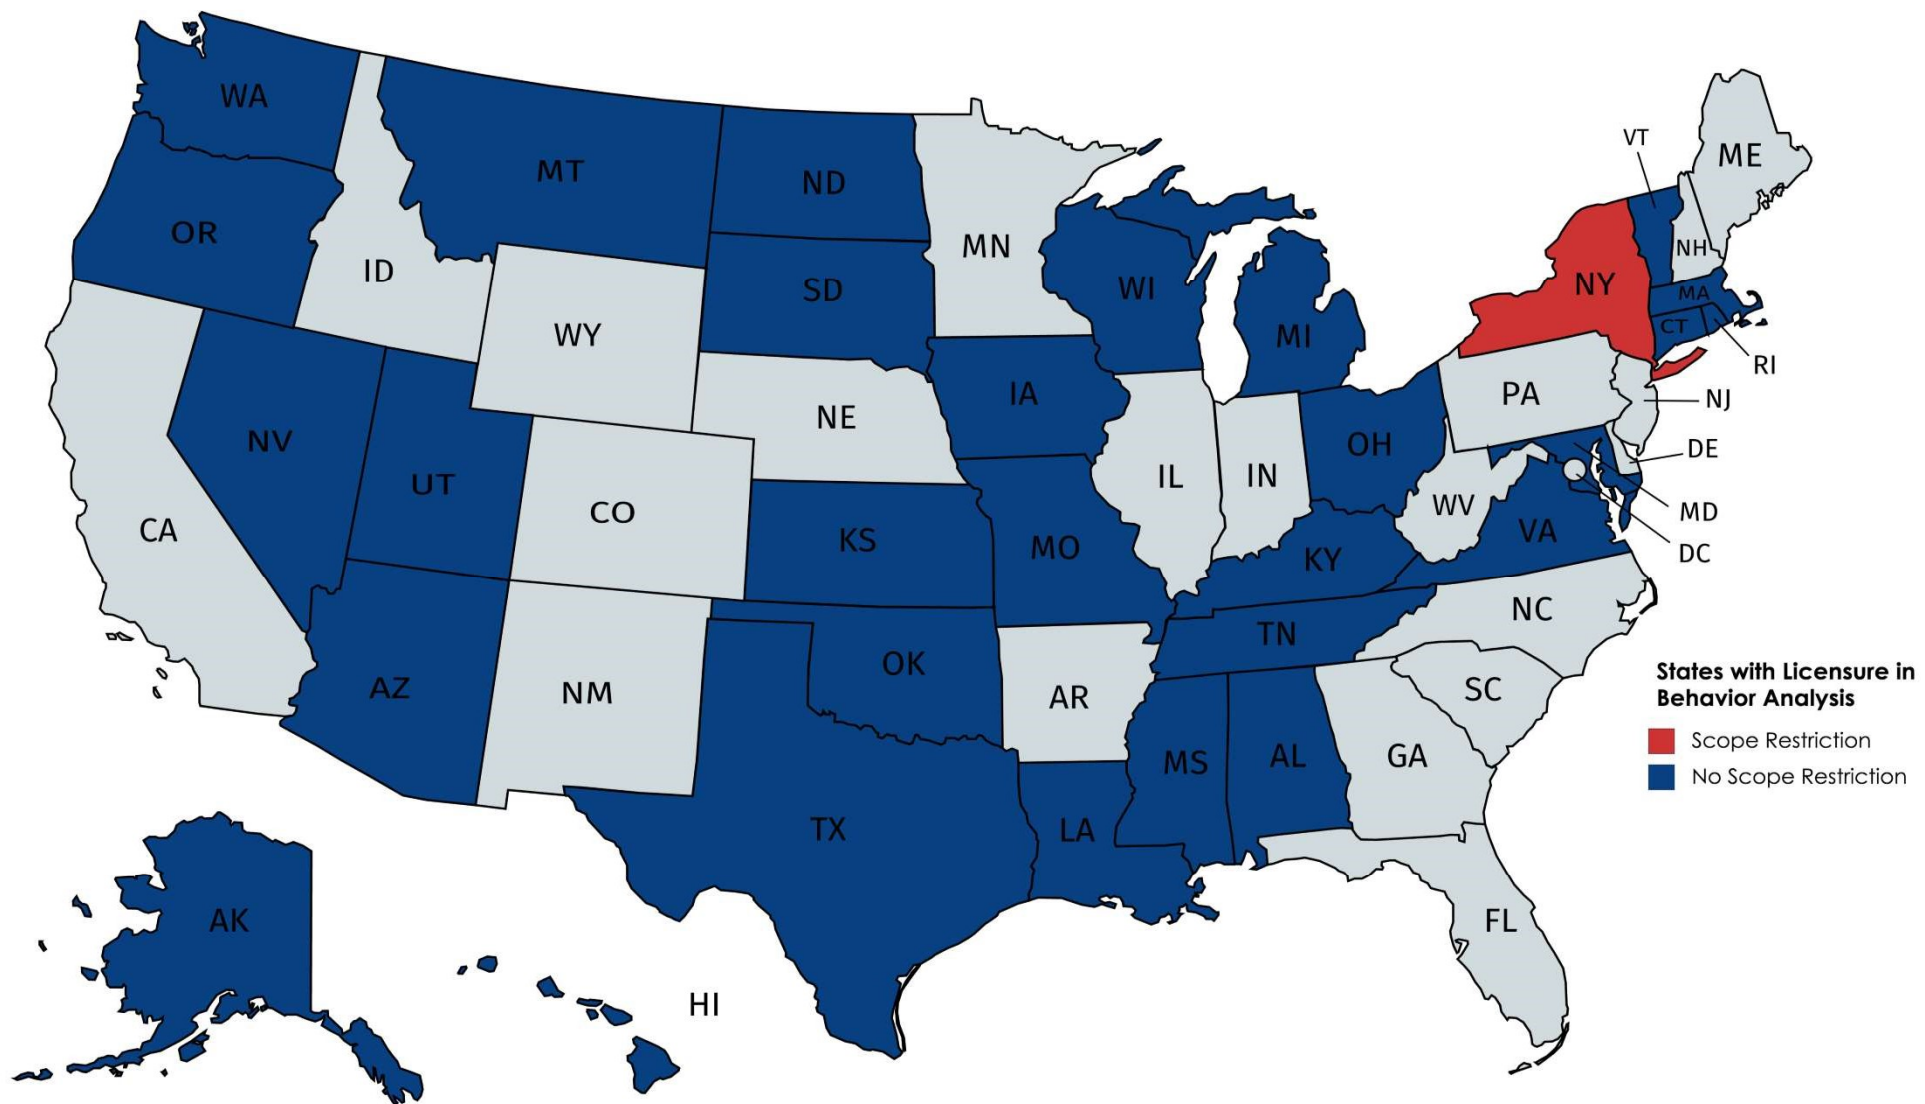 WA
MT
ND
MN
VT
ME
OR
ID
SD
WI
MI
NY
NH
MA
CT
RI
WY
IA
NE
PA
NJ
NV
UT
CO
IL
IN
OH
DE
CA
KS
MO
WV
VA
MD
DC
KY
NC
TN
AZ
NM
OK
AR
SC
MS
AL
GA
TX
LA
FL
AK
HI
States with Licensure in
Behavior Analysis
Scope Restriction
No Scope Restriction